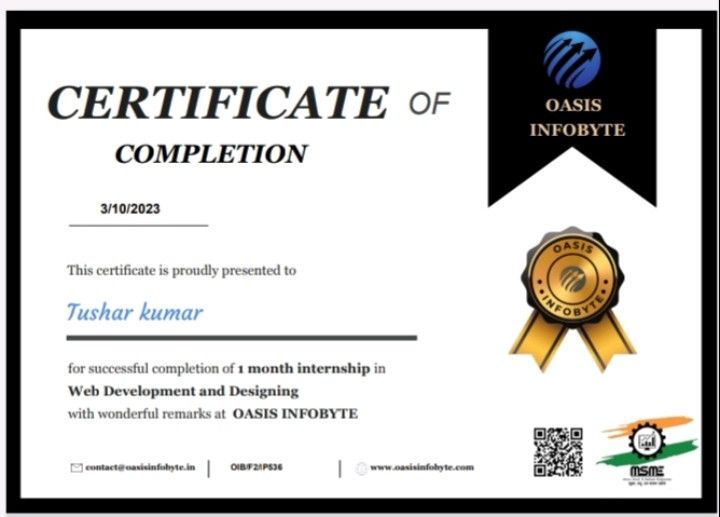 CERTIFICATE OF
COMPLETION
OASIS
INFOBYTE
3/10/2023
This certificate is proudly presented to
Tushar kumar
OASIS
INFOBYTE
for successful completion of 1 month internship in
Web Development and Designing
with wonderful remarks at OASIS INFOBYTE
contact@oasisinfobyte.in
OIB/F2/IP536
www.oasisinfobyte.com
MSME